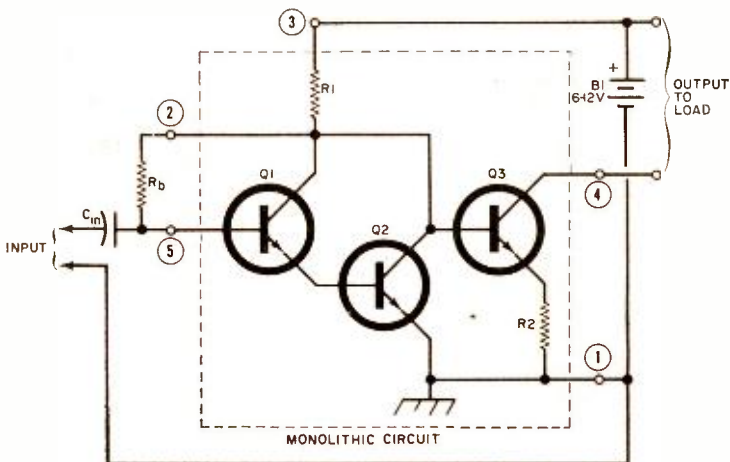 3
R1
+
B1
6-12V
OUTPUT
TO
LOAD
2
Rb
Q1
Q3
4
Cin
Q2
INPUT
5
R2
1
MONOLITHIC CIRCUIT